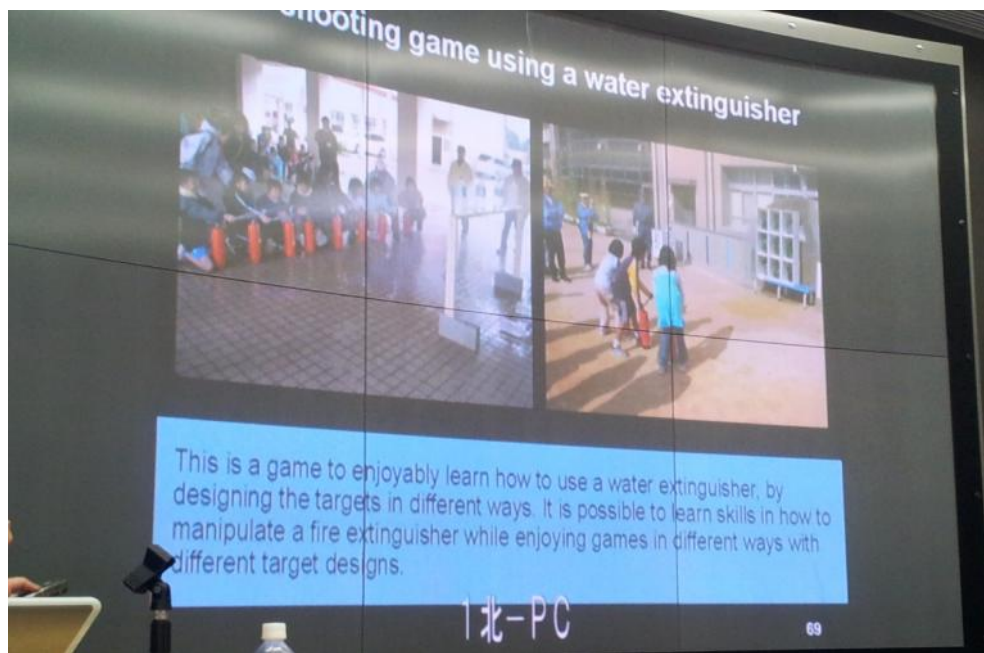 shooting game using a water extinguisher
This is a game to enjoyably learn how to use a water extinguisher, by
designing the targets in different ways. It is possible to learn skills in how to
manipulate a fire extinguisher while enjoying games in different ways with
different target designs.
1北-PC
69